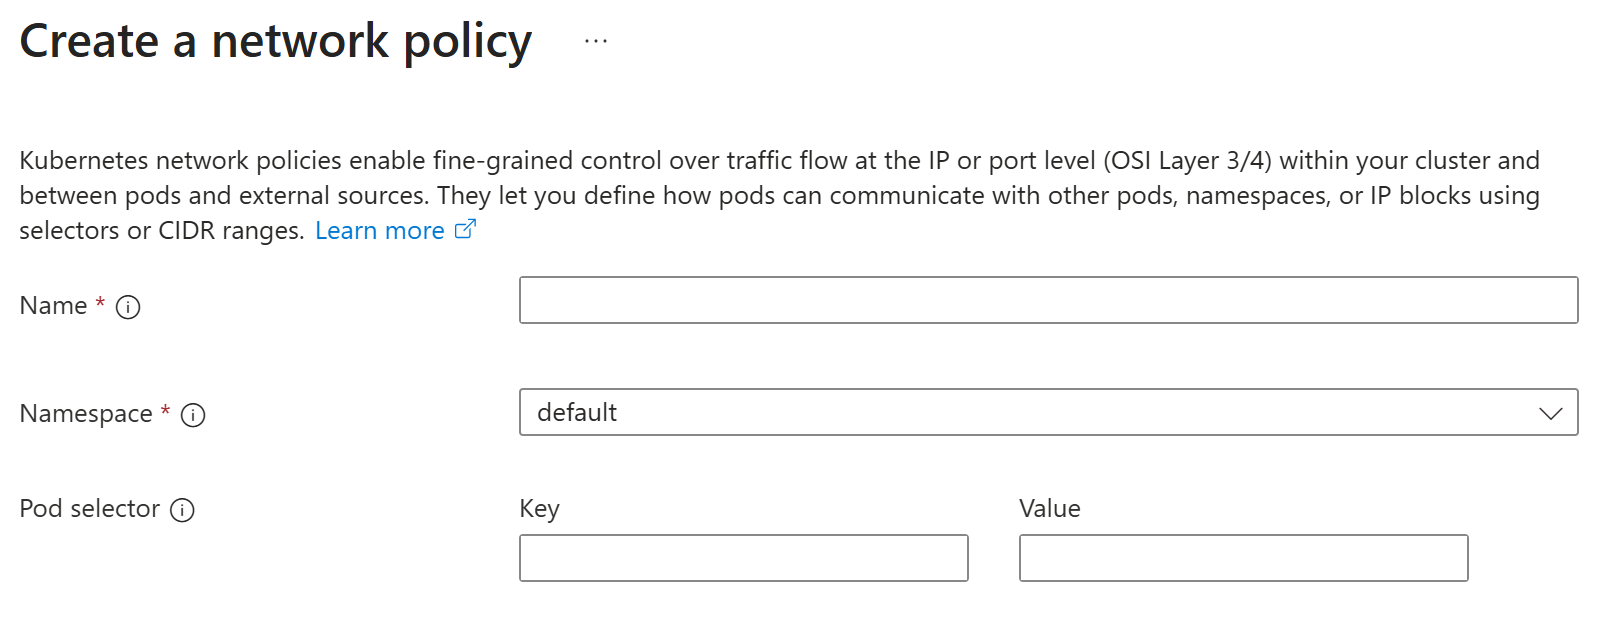 Create a network policy ...
Kubernetes network policies enable fine-grained control over traffic flow at the IP or port level (OSI Layer 3/4) within your cluster and
between pods and external sources. They let you define how pods can communicate with other pods, namespaces, or IP blocks using
selectors or CIDR ranges. Learn more
Name *
Namespace * default
Pod selector Key Value